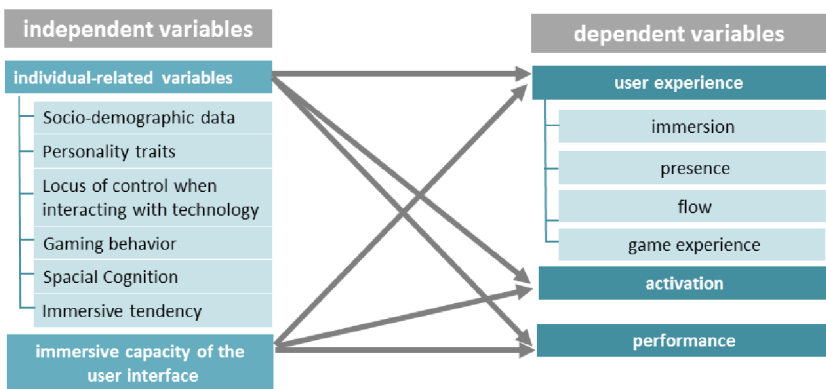 independent variables
individual-related variables
Socio-demographic data
Personality traits
Locus of control when
interacting with technology
Gaming behavior
Spacial Cognition
Immersive tendency
immersive capacity of the
user interface
dependent variables
user experience
immersion
presence
flow
game experience
activation
performance